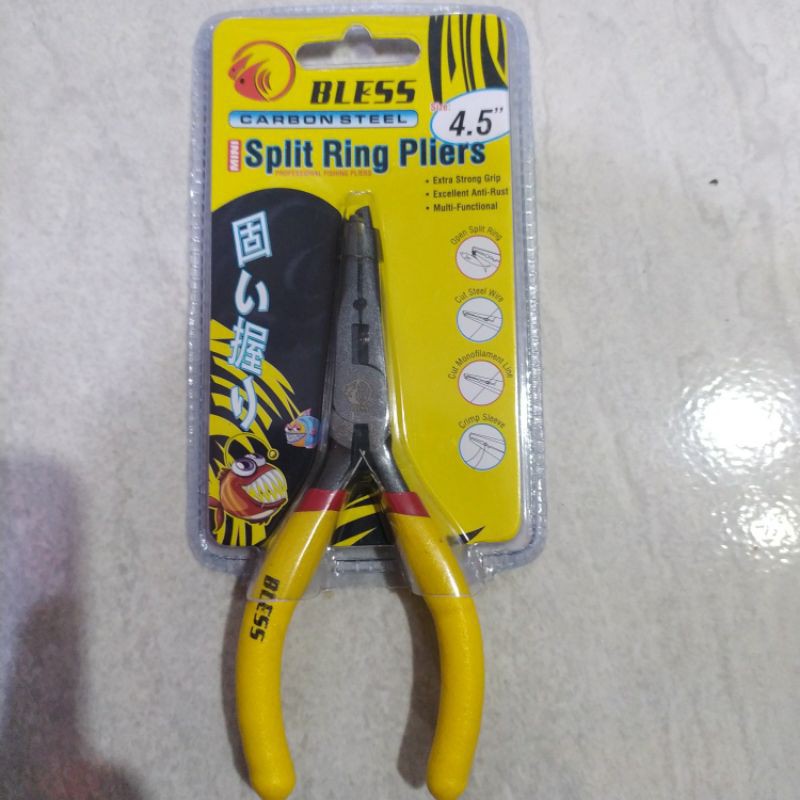 BLESS
CARBON STEEL
Size:
4.5"
MINI
Split Ring Pliers
PROFESSIONAL FISHING PLIERS
• Extra Strong Grip
• Excellent Anti-Rust
• Multi-Functional
固い握り
Open Split Ring
Cut Steel Wire
Cut Monofilament Line
Crimp Sleeve
BLESS